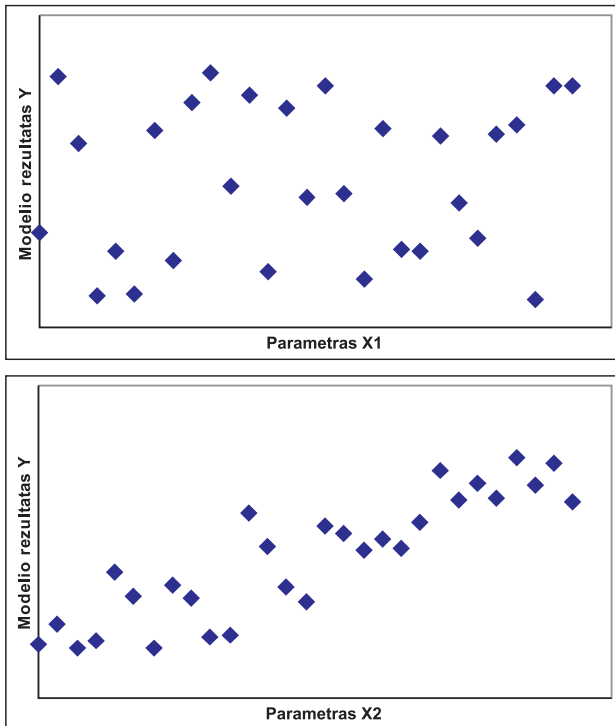 Modelio rezultatas Y
Parametras X1
Modelio rezultatas Y
Parametras X2